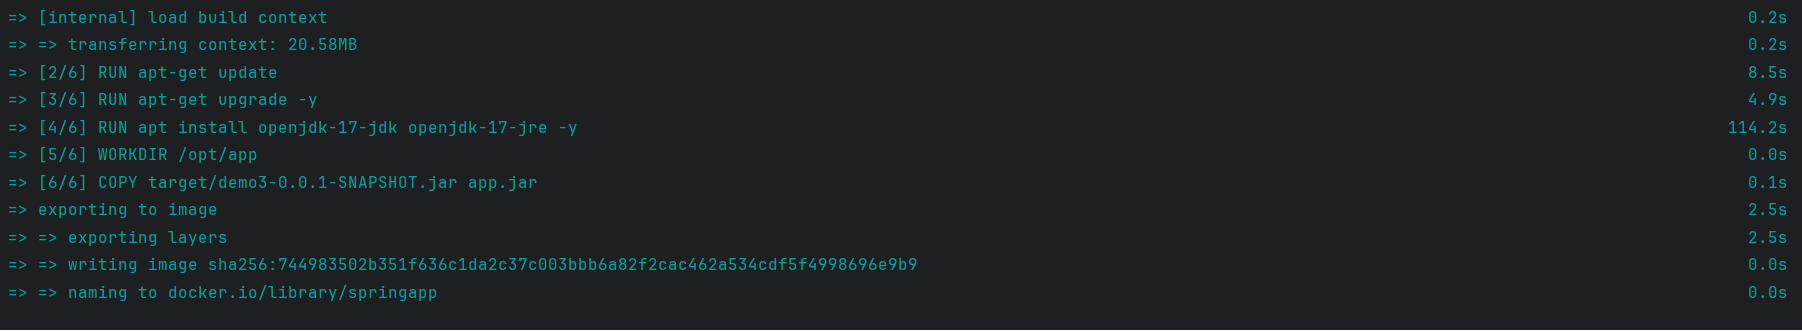 => [internal] load build context 0.2s
=> => transferring context: 20.58MB 0.2s
=> [2/6] RUN apt-get update 8.5s
=> [3/6] RUN apt-get upgrade -y 4.9s
=> [4/6] RUN apt install openjdk-17-jdk openjdk-17-jre -y 114.2s
=> [5/6] WORKDIR /opt/app 0.0s
=> [6/6] COPY target/demo3-0.0.1-SNAPSHOT.jar app.jar 0.1s
=> exporting to image 2.5s
=> => exporting layers 2.5s
=> => writing image sha256:744983502b351f636c1da2c37c003bbb6a82f2cac462a534cdf5f4998696e9b9 0.0s
=> => naming to docker.io/library/springapp 0.0s